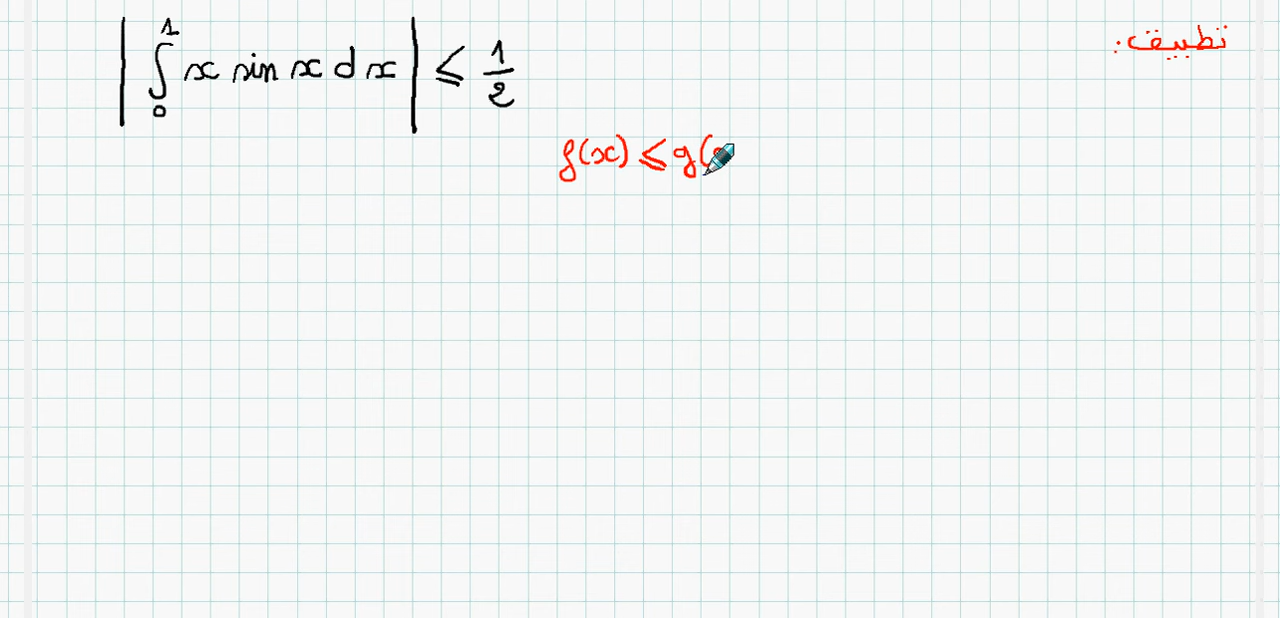 تطبيق:
|∫₀¹ x sin x dx| ≤ 1/2
f(x) ≤ g(